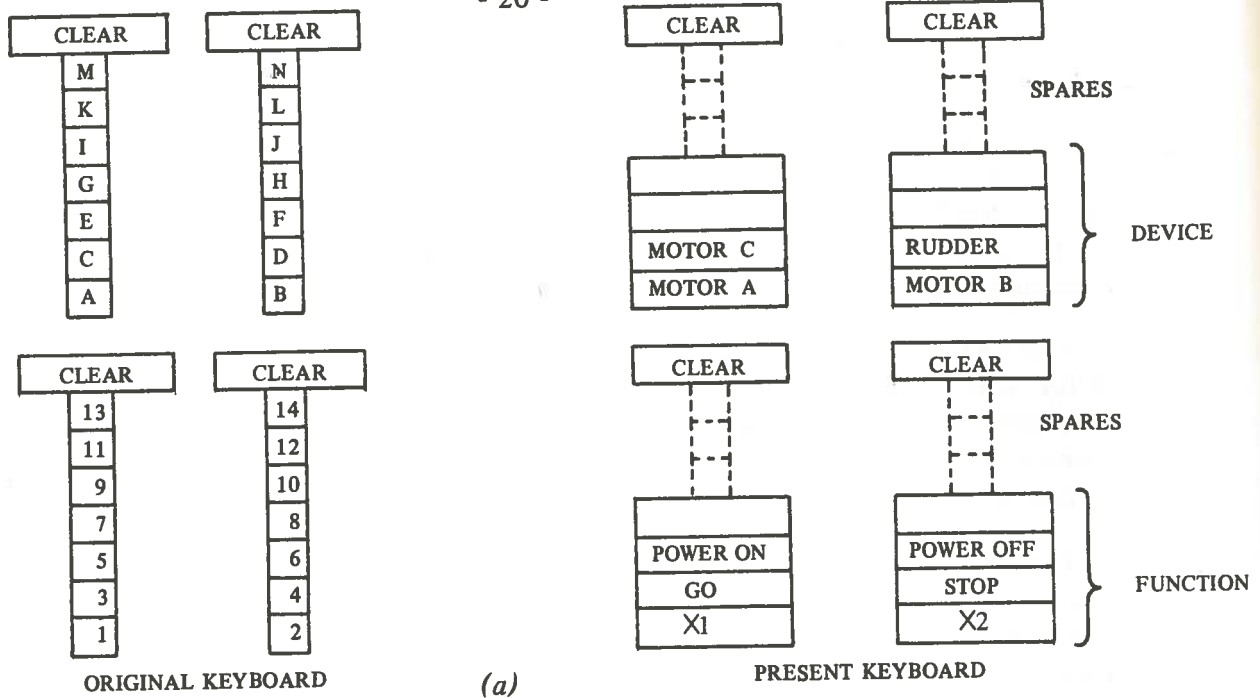 - 20 -
CLEAR CLEAR CLEAR CLEAR
M N
K L
I J
G H
E F
C D
A B
SPARES
DEVICE
MOTOR C RUDDER
MOTOR A MOTOR B
CLEAR CLEAR CLEAR CLEAR
13 14
11 12
9 10
7 8
5 6
3 4
1 2
SPARES
POWER ON POWER OFF
GO STOP
X1 X2
FUNCTION
ORIGINAL KEYBOARD (a) PRESENT KEYBOARD